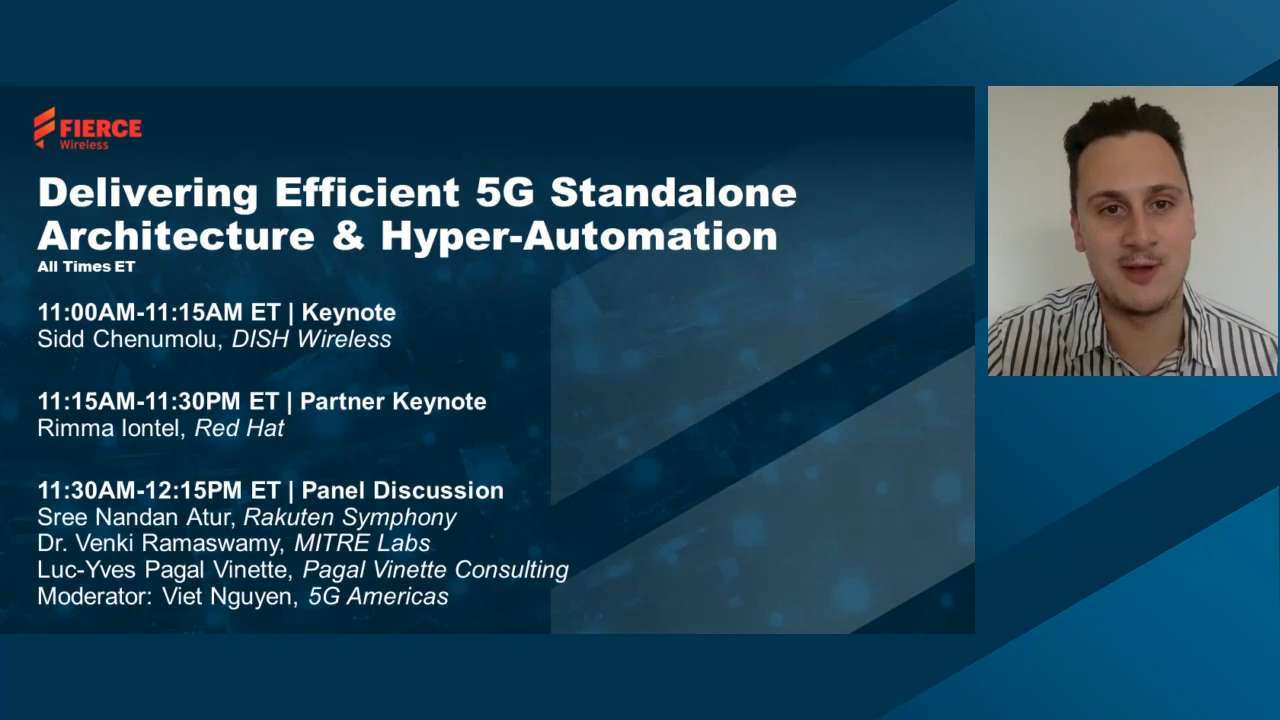 FIERCE
Wireless
Delivering Efficient 5G Standalone
Architecture & Hyper-Automation
All Times ET
11:00AM-11:15AM ET | Keynote
Sidd Chenumolu, DISH Wireless
11:15AM-11:30PM ET | Partner Keynote
Rimma Iontel, Red Hat
11:30AM-12:15PM ET | Panel Discussion
Sree Nandan Atur, Rakuten Symphony
Dr. Venki Ramaswamy, MITRE Labs
Luc-Yves Pagal Vinette, Pagal Vinette Consulting
Moderator: Viet Nguyen, 5G Americas